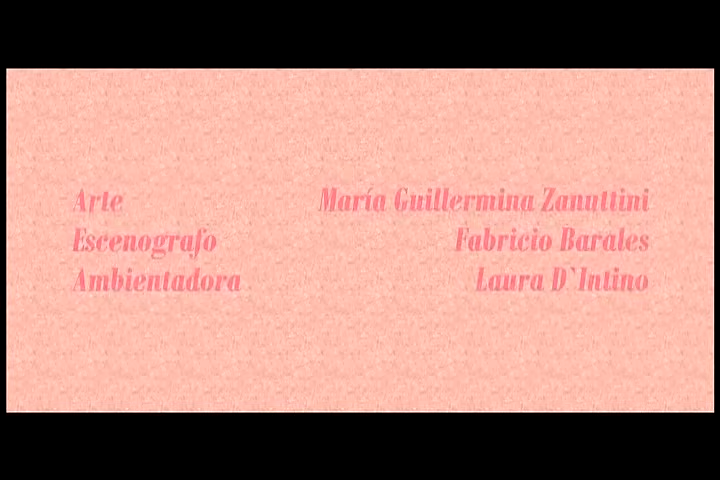 Arte María Guillermina Zanuttini
Escenografo Fabricio Barales
Ambientadora Laura D`Intino